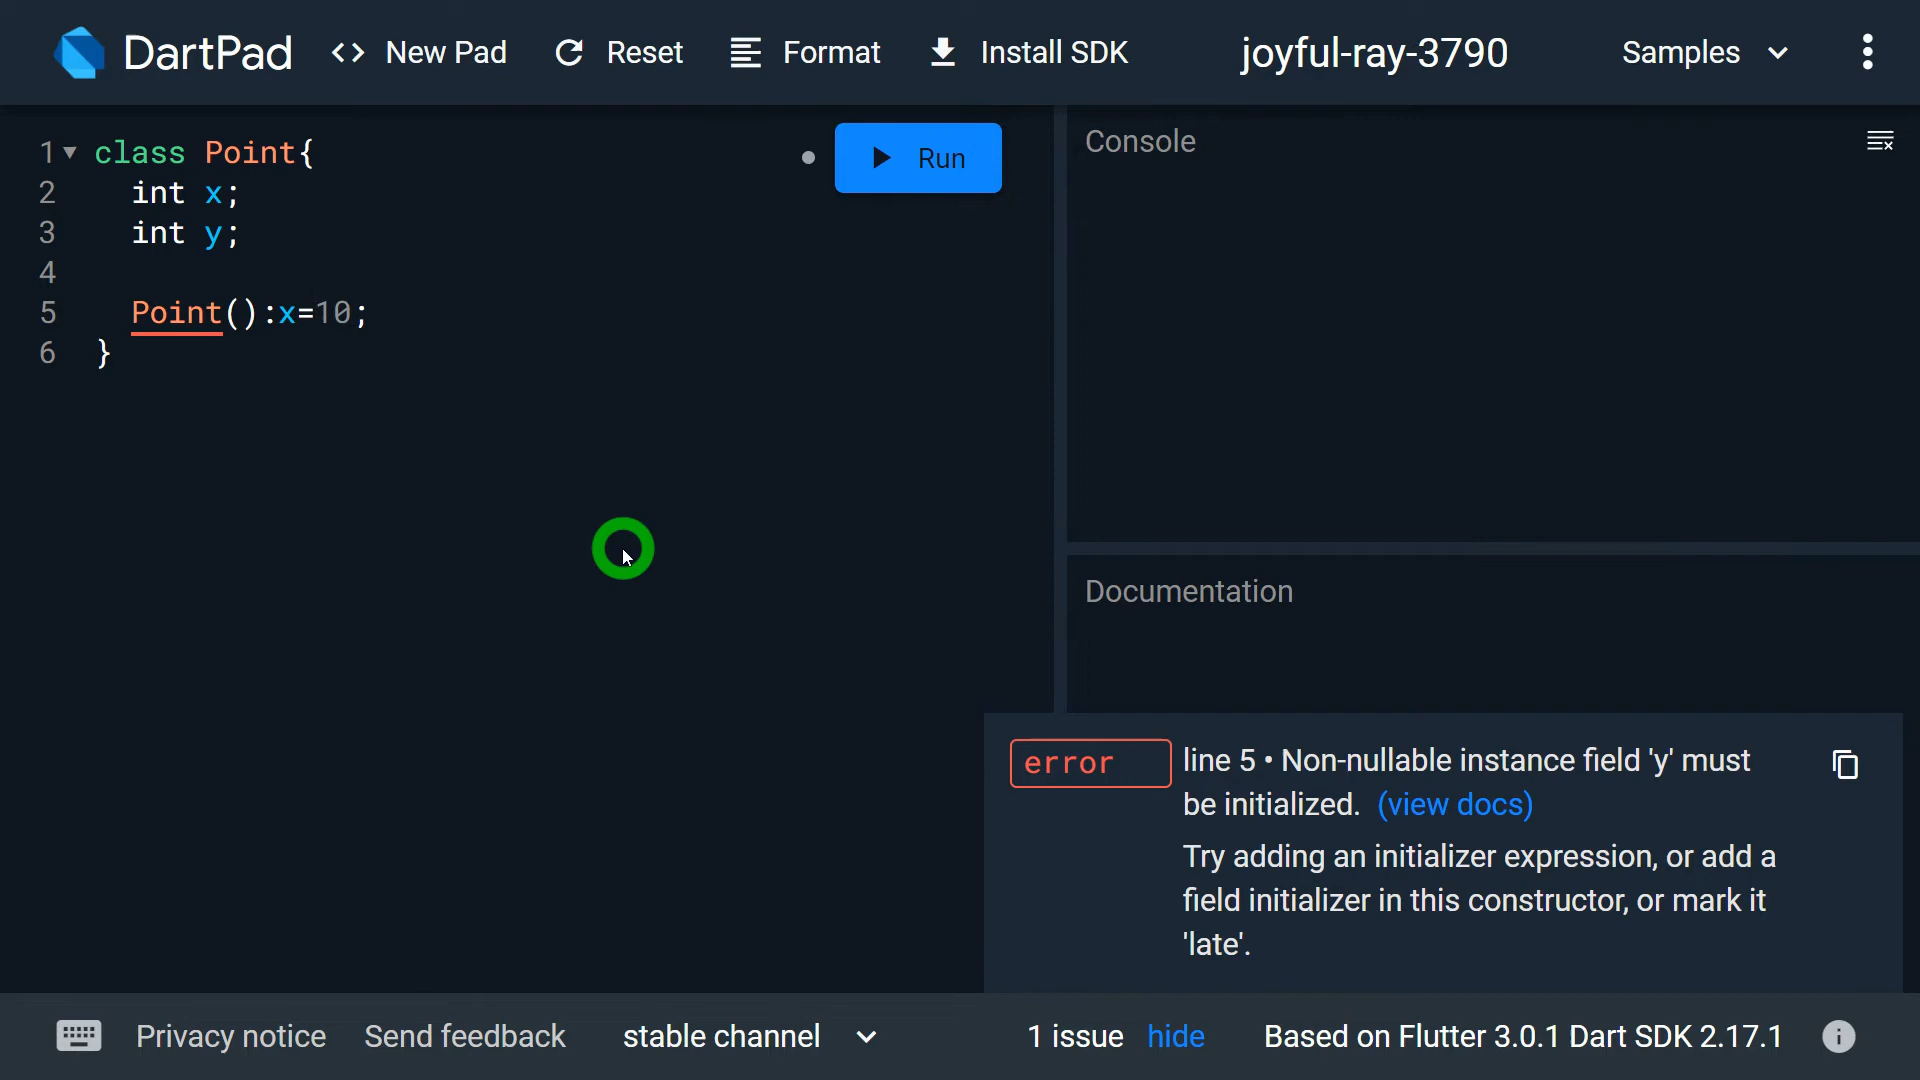 DartPad <> New Pad Reset Format Install SDK joyful-ray-3790 Samples
1 class Point{
2 int x;
3 int y;
4
5 Point():x=10;
6 }
Run
Console
Documentation
error line 5 • Non-nullable instance field 'y' must
be initialized. (view docs)
Try adding an initializer expression, or add a
field initializer in this constructor, or mark it
'late'.
Privacy notice Send feedback stable channel 1 issue hide Based on Flutter 3.0.1 Dart SDK 2.17.1